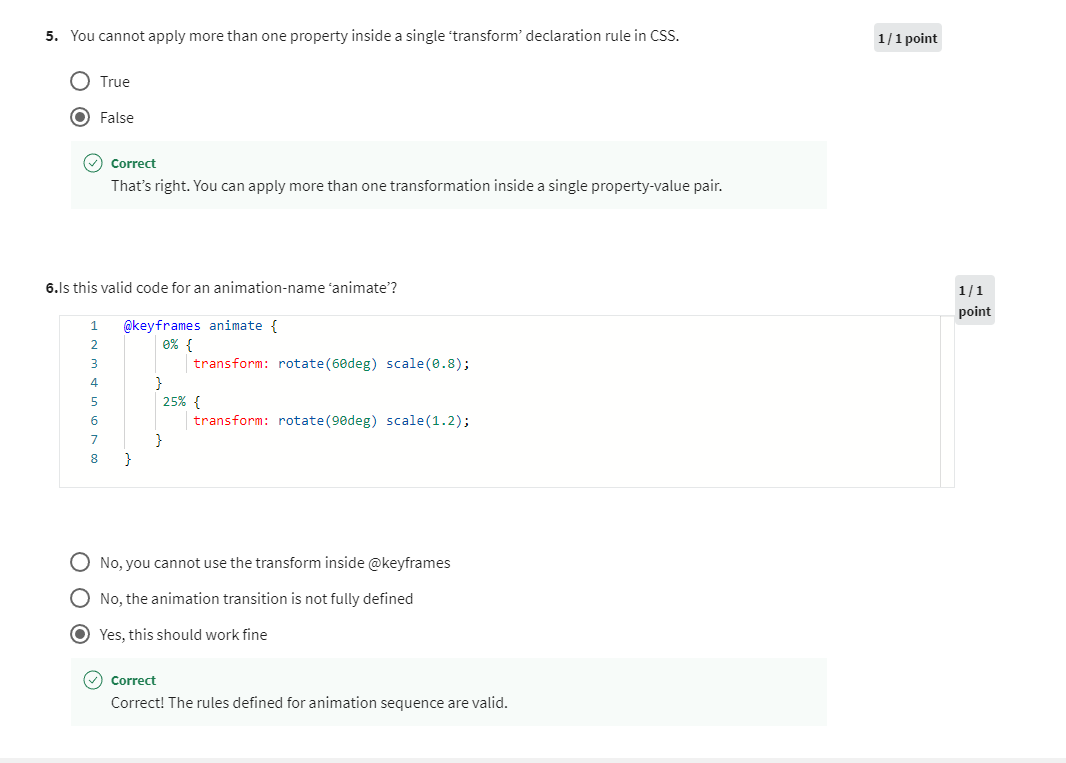 5. You cannot apply more than one property inside a single ‘transform’ declaration rule in CSS.
1 / 1 point
True
False
Correct
That’s right. You can apply more than one transformation inside a single property-value pair.
6.Is this valid code for an animation-name ‘animate’?
1 / 1
point
1 @keyframes animate {
2 0% {
3 transform: rotate(60deg) scale(0.8);
4 }
5 25% {
6 transform: rotate(90deg) scale(1.2);
7 }
8 }
No, you cannot use the transform inside @keyframes
No, the animation transition is not fully defined
Yes, this should work fine
Correct
Correct! The rules defined for animation sequence are valid.